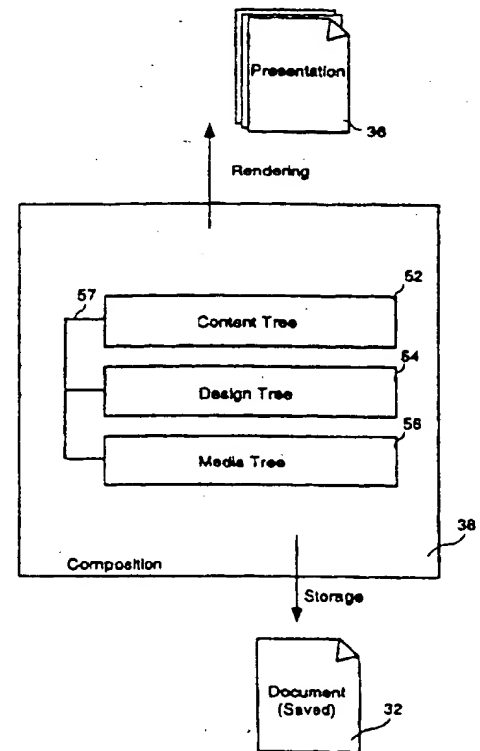 Presentation
36
Rendering
52
57
Content Tree
54
Design Tree
56
Media Tree
38
Composition
Storage
Document
(Saved)
32